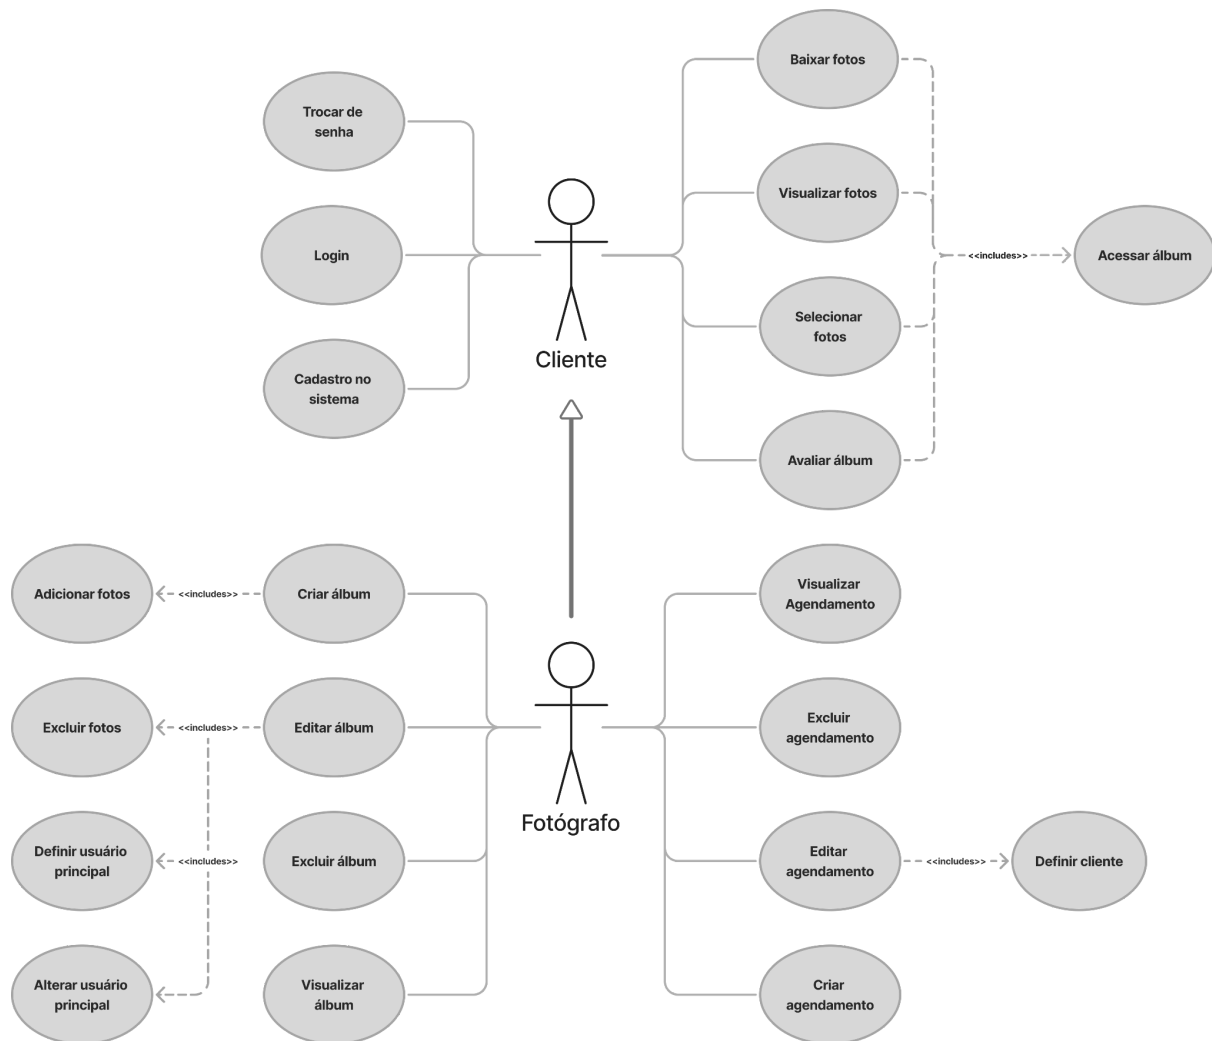 Baixar fotos
Trocar de
senha
Visualizar fotos
Login
<<includes>>
Acessar álbum
Selecionar
fotos
Cliente
Cadastro no
sistema
Avaliar álbum
Adicionar fotos
<<includes>>
Criar álbum
Visualizar
Agendamento
Excluir fotos
<<includes>>
Editar álbum
Excluir
agendamento
Fotógrafo
Definir usuário
principal
<<includes>>
Excluir álbum
Editar
agendamento
<<includes>>
Definir cliente
Alterar usuário
principal
Visualizar
álbum
Criar
agendamento